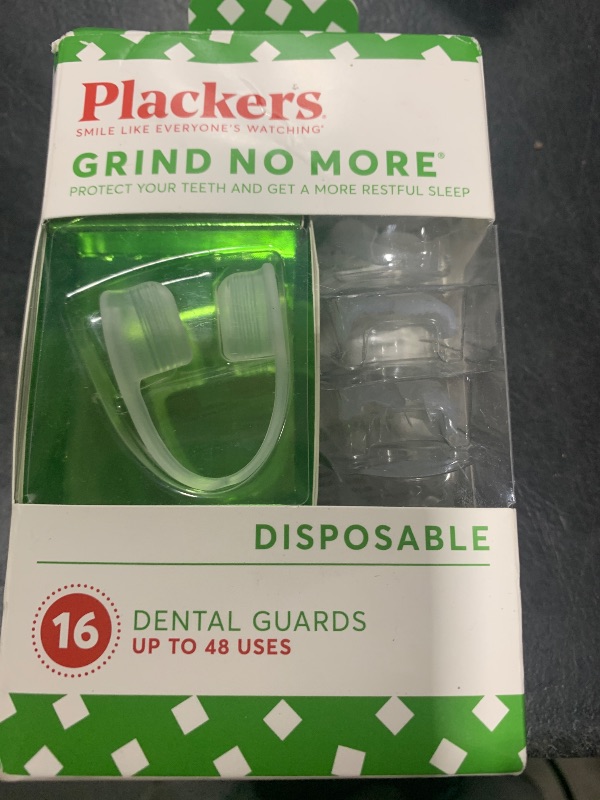 Plackers.
SMILE LIKE EVERYONE'S WATCHING®
GRIND NO MORE®
PROTECT YOUR TEETH AND GET A MORE RESTFUL SLEEP
DISPOSABLE
16
DENTAL GUARDS
UP TO 48 USES